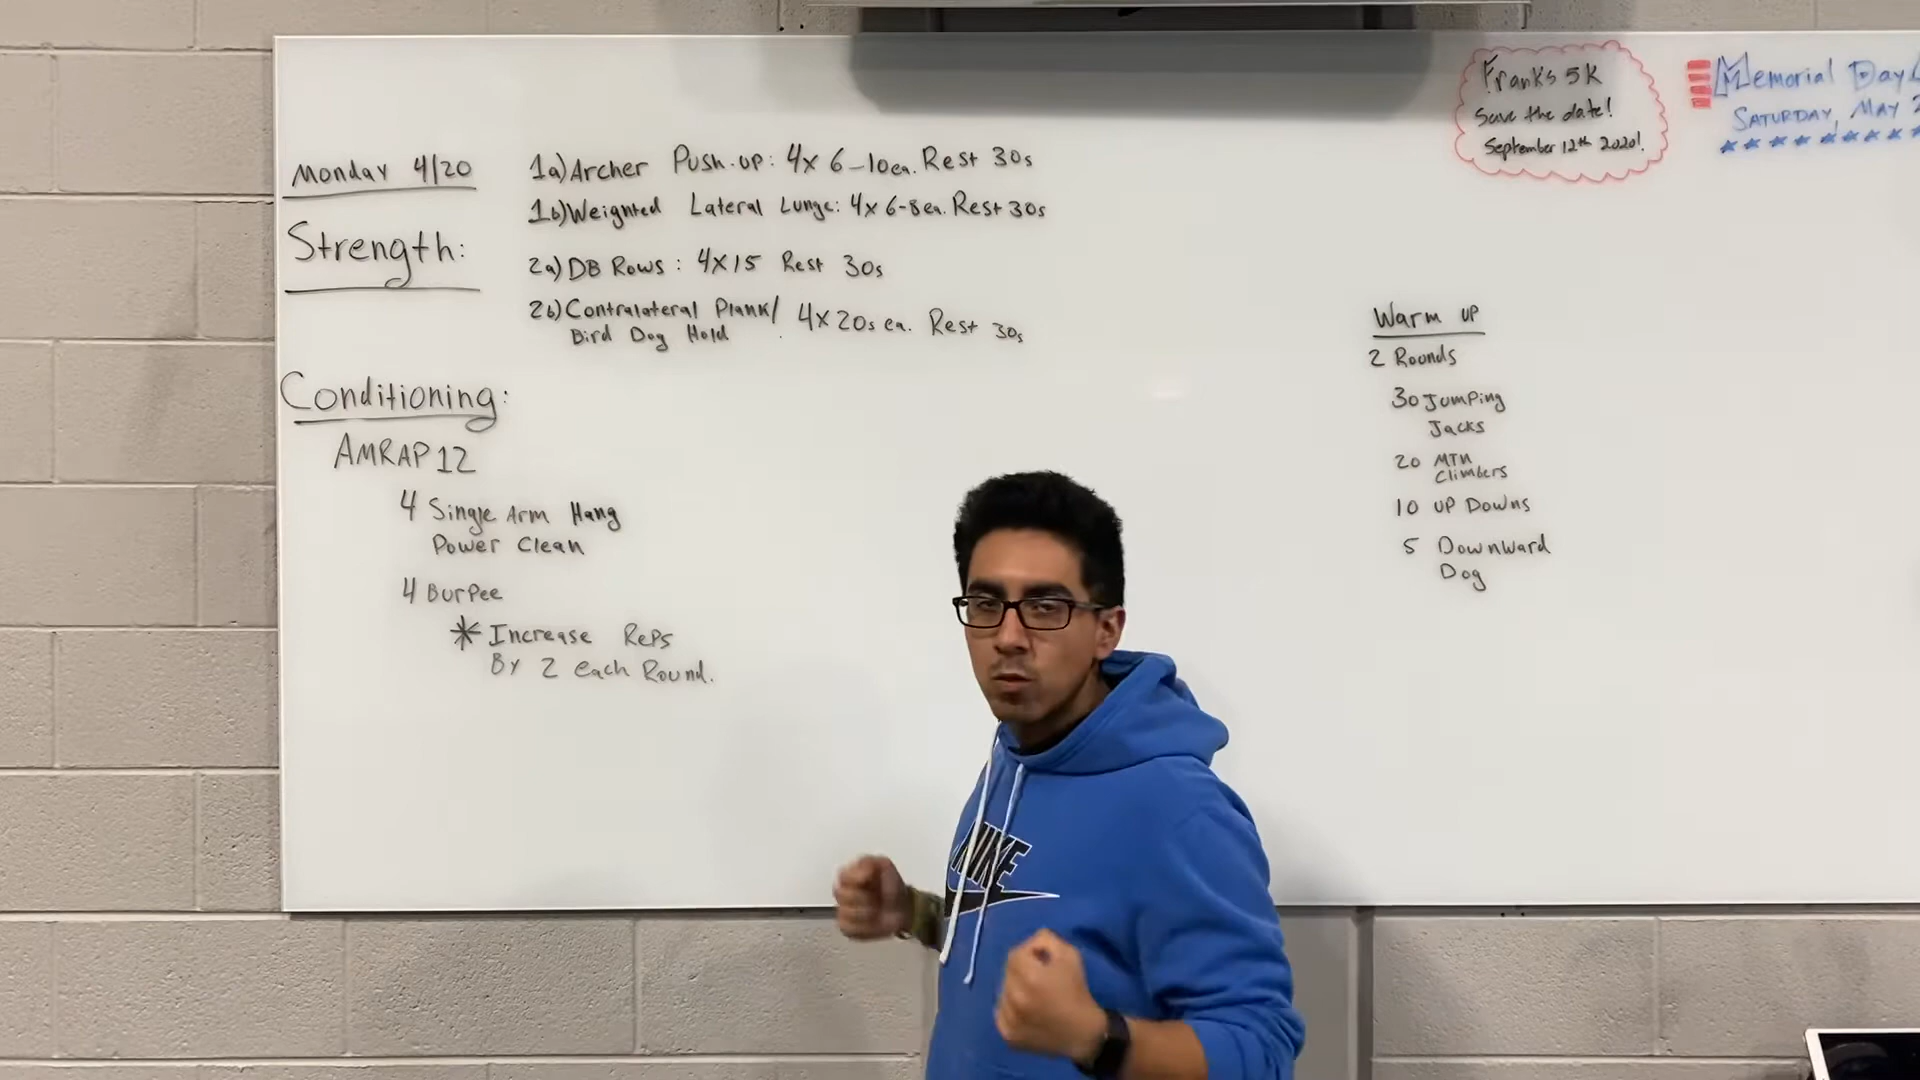 Monday 4/20
Strength:
1a) Archer Push-up: 4x 6-10ea. Rest 30s
1b) Weighted Lateral Lunge: 4x 6-8ea. Rest 30s
2a) DB Rows: 4x15 Rest 30s
2b) Contralateral Plank/ 4x20s ea. Rest 30s
Bird Dog Hold
Conditioning:
AMRAP 12
4 Single Arm Hang
Power Clean
4 Burpee
* Increase Reps
By 2 each Round.
Warm up
2 Rounds
30 Jumping
Jacks
20 MTN
Climbers
10 UP Downs
5 Downward
Dog
Frank's 5K
Save the date!
September 12th 2020!
Memorial Day
Saturday, May
NIKE